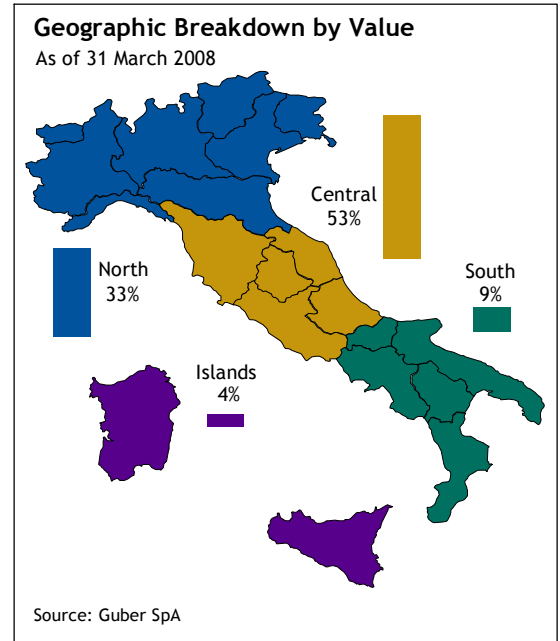 Geographic Breakdown by Value
As of 31 March 2008
Central
53%
North
33%
South
9%
Islands
4%
Source: Guber SpA